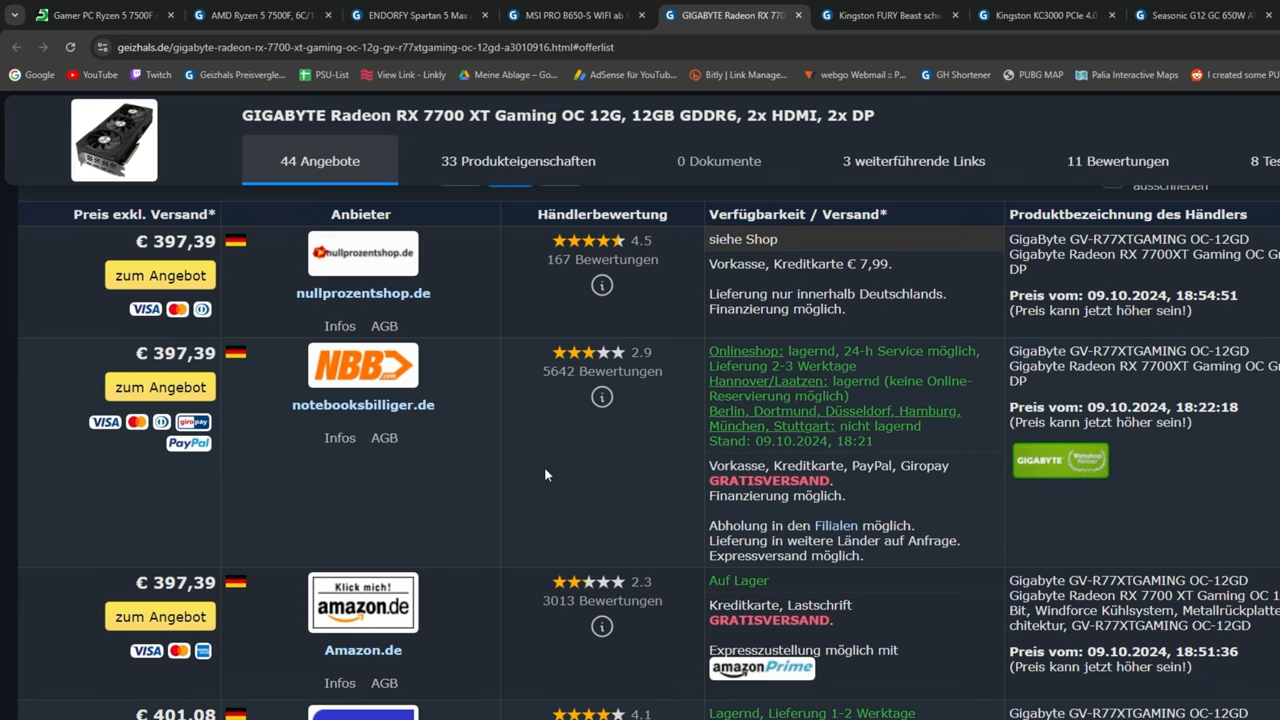 Gamer PC Ryzen 5 7500F
AMD Ryzen 5 7500F, 6C/1
ENDORFY Spartan 5 Max
MSI PRO B650-S WIFI ab
GIGABYTE Radeon RX 770
Kingston FURY Beast sch
Kingston KC3000 PCIe 4.0
Seasonic G12 GC 650W A
geizhals.de/gigabyte-radeon-rx-7700-xt-gaming-oc-12g-gv-r77xtgaming-oc-12gd-a3010916.html#offerlist
Google
YouTube
Twitch
Geizhals Preisvergle...
PSU-List
View Link - Linkly
Meine Ablage – Go...
AdSense für YouTub...
Bitly | Link Manage...
webgo Webmail :: P...
GH Shortener
PUBG MAP
Palia Interactive Maps
I created some PU
GIGABYTE Radeon RX 7700 XT Gaming OC 12G, 12GB GDDR6, 2x HDMI, 2x DP
44 Angebote
33 Produkteigenschaften
0 Dokumente
3 weiterführende Links
11 Bewertungen
8 Tes
ausschließen
Preis exkl. Versand*
Anbieter
Händlerbewertung
Verfügbarkeit / Versand*
Produktbezeichnung des Händlers
€ 397,39
zum Angebot
VISA
nullprozentshop.de
nullprozentshop.de
Infos AGB
4.5
167 Bewertungen
siehe Shop
Vorkasse, Kreditkarte € 7,99.
Lieferung nur innerhalb Deutschlands.
Finanzierung möglich.
GigaByte GV-R77XTGAMING OC-12GD
Gigabyte Radeon RX 7700XT Gaming OC Gr
DP
Preis vom: 09.10.2024, 18:54:51
(Preis kann jetzt höher sein!)
€ 397,39
zum Angebot
VISA
giropay
PayPal
NBB.com
notebooksbilliger.de
Infos AGB
2.9
5642 Bewertungen
Onlineshop: lagernd, 24-h Service möglich,
Lieferung 2-3 Werktage
Hannover/Laatzen: lagernd (keine Online-
Reservierung möglich)
Berlin, Dortmund, Düsseldorf, Hamburg,
München, Stuttgart: nicht lagernd
Stand: 09.10.2024, 18:21
Vorkasse, Kreditkarte, PayPal, Giropay
GRATISVERSAND.
Finanzierung möglich.
Abholung in den Filialen möglich.
Lieferung in weitere Länder auf Anfrage.
Expressversand möglich.
GigaByte GV-R77XTGAMING OC-12GD
Gigabyte Radeon RX 7700XT Gaming OC Gr
DP
Preis vom: 09.10.2024, 18:22:18
(Preis kann jetzt höher sein!)
GIGABYTE Webshop Partner
€ 397,39
zum Angebot
VISA
Klick mich!
amazon.de
Amazon.de
Infos AGB
2.3
3013 Bewertungen
Auf Lager
Kreditkarte, Lastschrift
GRATISVERSAND.
Expresszustellung möglich mit
amazonPrime
Gigabyte GV-R77XTGAMING OC-12GD
Gigabyte Radeon RX 7700 XT Gaming OC 1
Bit, Windforce Kühlsystem, Metallrückplatte
chitektur, GV-R77XTGAMING OC-12GD
Preis vom: 09.10.2024, 18:51:36
(Preis kann jetzt höher sein!)
€ 401,08
4.1
Lagernd, Lieferung 1-2 Werktage
Gigabyte GV-R77XTGAMING OC-12GD